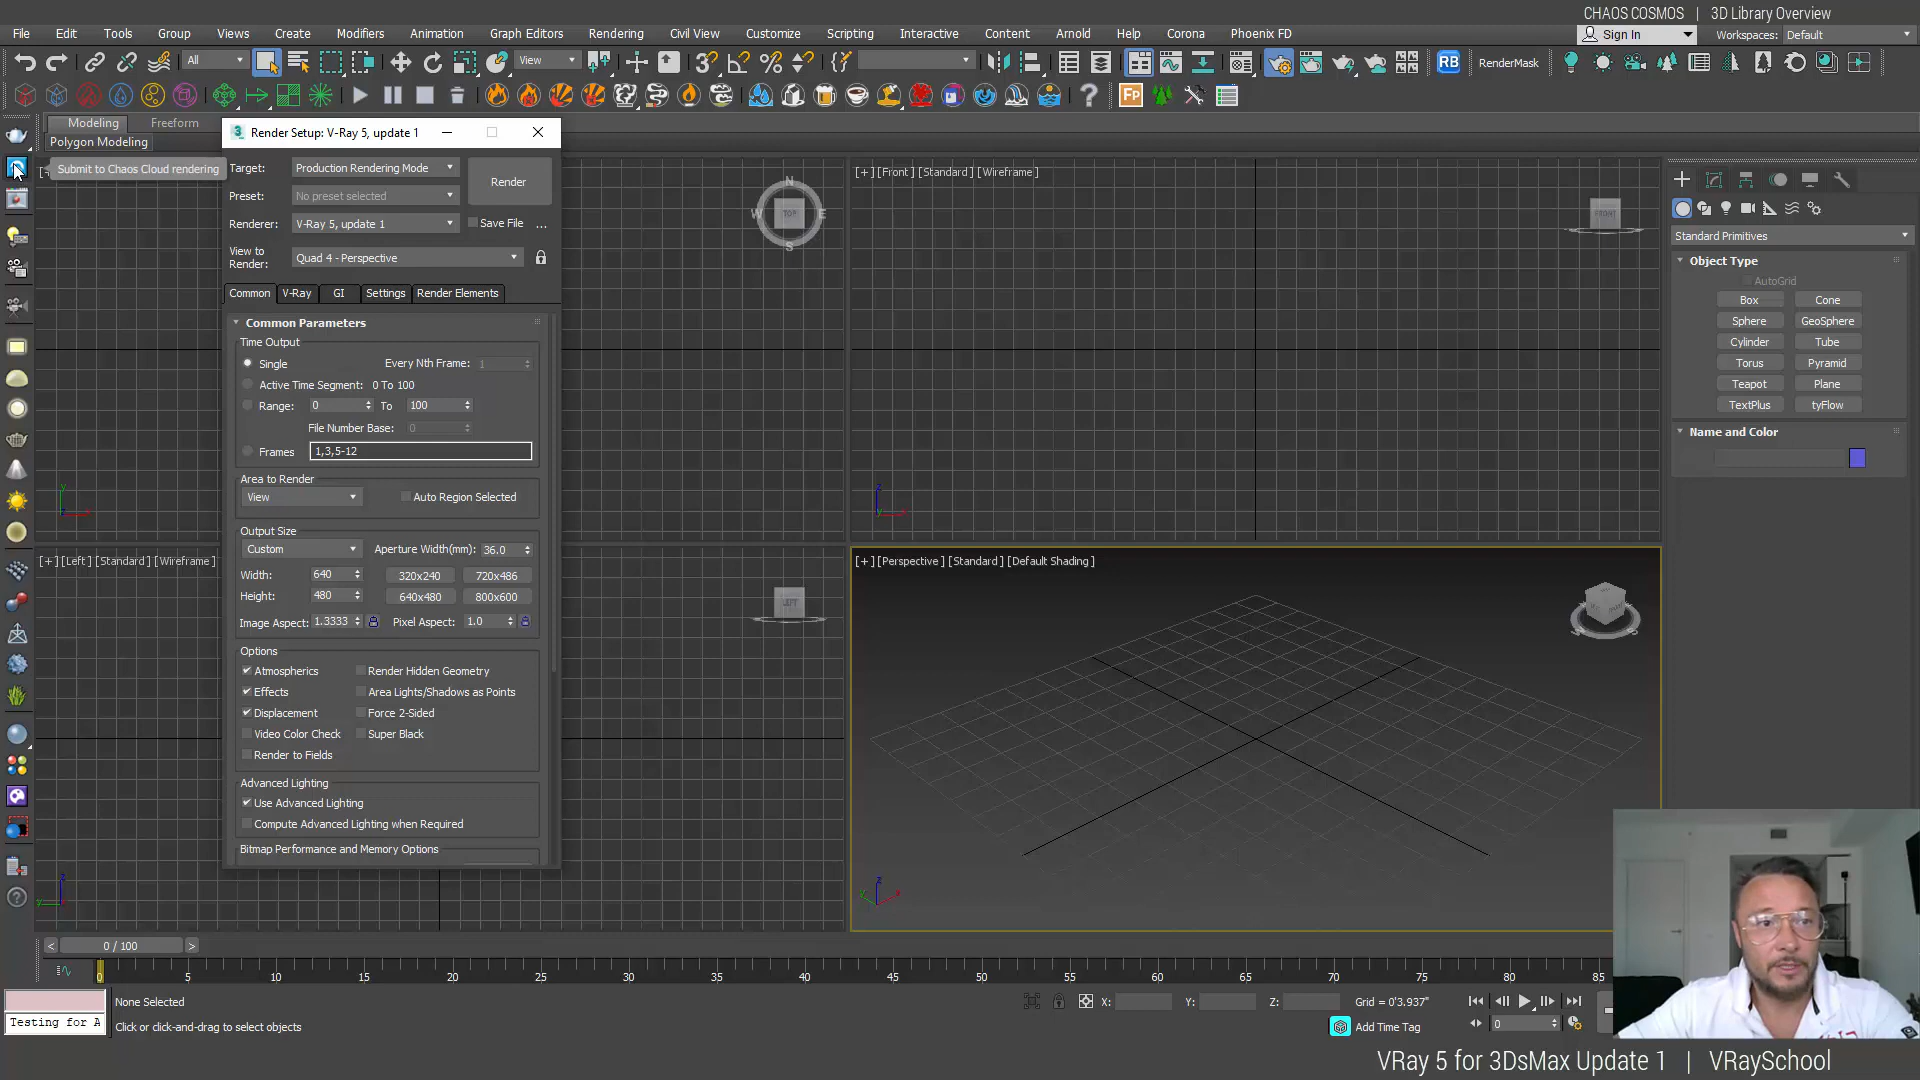 CHAOS COSMOS | 3D Library Overview
File Edit Tools Group Views Create Modifiers Animation Graph Editors Rendering Civil View Customize Scripting Interactive Content Arnold Help Corona Phoenix FD
Sign In Workspaces: Default
All View RB RenderMask
Fp
Modeling Freeform
Polygon Modeling
Submit to Chaos Cloud rendering
3 Render Setup: V-Ray 5, update 1
Target: Production Rendering Mode
Render
Preset: No preset selected
Renderer: V-Ray 5, update 1 Save File ...
View to Render: Quad 4 - Perspective
Common V-Ray GI Settings Render Elements
Common Parameters
Time Output
Single Every Nth Frame: 1
Active Time Segment: 0 To 100
Range: 0 To 100
File Number Base: 0
Frames 1,3,5-12
Area to Render
View Auto Region Selected
Output Size
Custom Aperture Width(mm): 36.0
Width: 640 320x240 720x486
Height: 480 640x480 800x600
Image Aspect: 1.3333 Pixel Aspect: 1.0
Options
Atmospherics Render Hidden Geometry
Effects Area Lights/Shadows as Points
Displacement Force 2-Sided
Video Color Check Super Black
Render to Fields
Advanced Lighting
Use Advanced Lighting
Compute Advanced Lighting when Required
Bitmap Performance and Memory Options
N
W TOP E
S
y
[+] [Front] [Standard] [Wireframe]
FRONT
z
[+] [Left] [Standard] [Wireframe]
LEFT
z
y
[+] [Perspective] [Standard] [Default Shading]
z
y x
Standard Primitives
Object Type
AutoGrid
Box Cone
Sphere GeoSphere
Cylinder Tube
Torus Pyramid
Teapot Plane
TextPlus tyFlow
Name and Color
< 0 / 100 >
0 5 10 15 20 25 30 35 40 45 50 55 60 65 70 75 80 85
None Selected
Testing for A
Click or click-and-drag to select objects
X: Y: Z: Grid = 0'3.937"
Add Time Tag
0
VRay 5 for 3DsMax Update 1 | VRaySchool